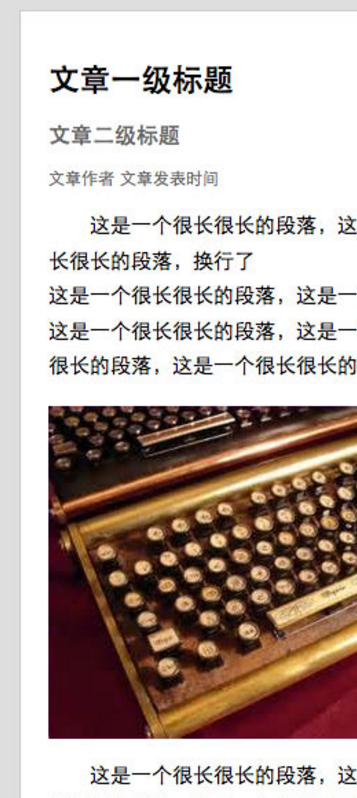 文章一级标题
文章二级标题
文章作者 文章发表时间
这是一个很长很长的段落，这
长很长的段落，换行了
这是一个很长很长的段落，这是一
这是一个很长很长的段落，这是一
很长的段落，这是一个很长很长的
这是一个很长很长的段落，这